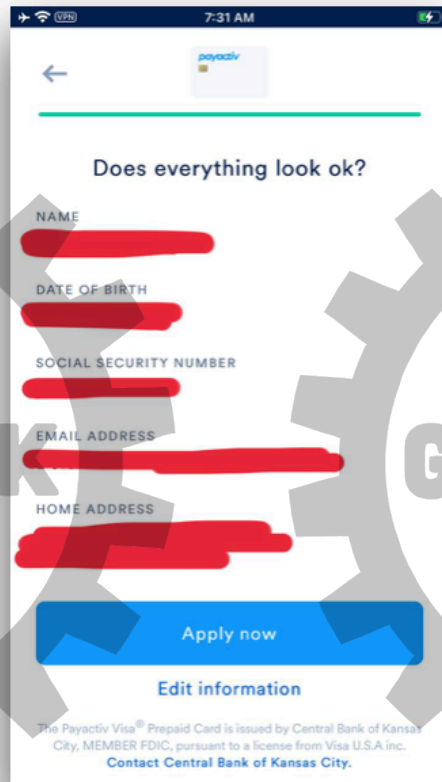 VPN 7:31 AM
payactiv
Does everything look ok?
NAME
DATE OF BIRTH
SOCIAL SECURITY NUMBER
EMAIL ADDRESS
HOME ADDRESS
K G
Apply now
Edit information
The Payactiv Visa® Prepaid Card is issued by Central Bank of Kansas
City, MEMBER FDIC, pursuant to a license from Visa U.S.A inc.
Contact Central Bank of Kansas City.